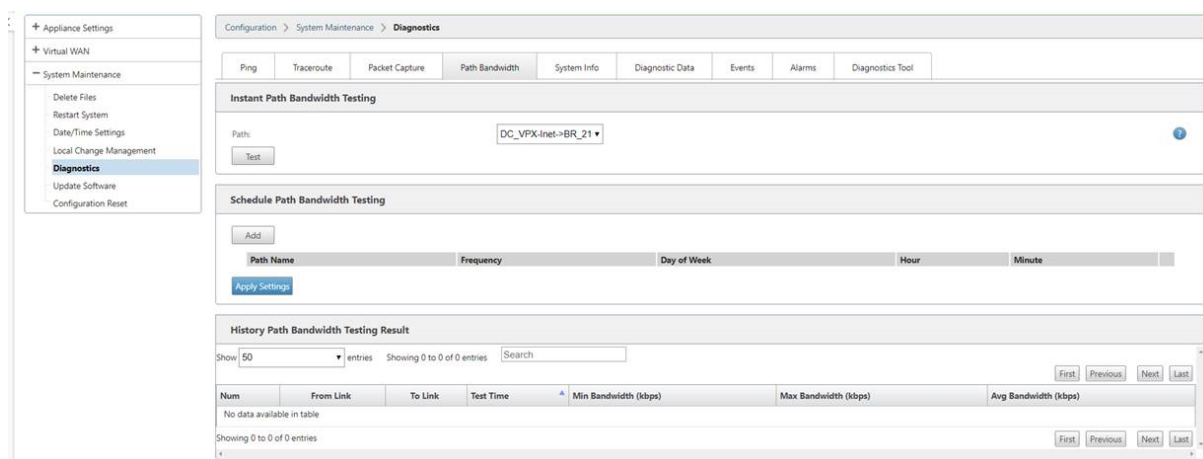 + Appliance Settings
+ Virtual WAN
− System Maintenance
Delete Files
Restart System
Date/Time Settings
Local Change Management
Diagnostics
Update Software
Configuration Reset
Configuration > System Maintenance > Diagnostics
Ping Traceroute Packet Capture Path Bandwidth System Info Diagnostic Data Events Alarms Diagnostics Tool
Instant Path Bandwidth Testing
Path: DC_VPX-Inet->BR_21 ?
Test
Schedule Path Bandwidth Testing
Add
Path Name Frequency Day of Week Hour Minute
Apply Settings
History Path Bandwidth Testing Result
Show 50 entries Showing 0 to 0 of 0 entries Search
First Previous Next Last
Num From Link To Link Test Time Min Bandwidth (kbps) Max Bandwidth (kbps) Avg Bandwidth (kbps)
No data available in table
Showing 0 to 0 of 0 entries First Previous Next Last